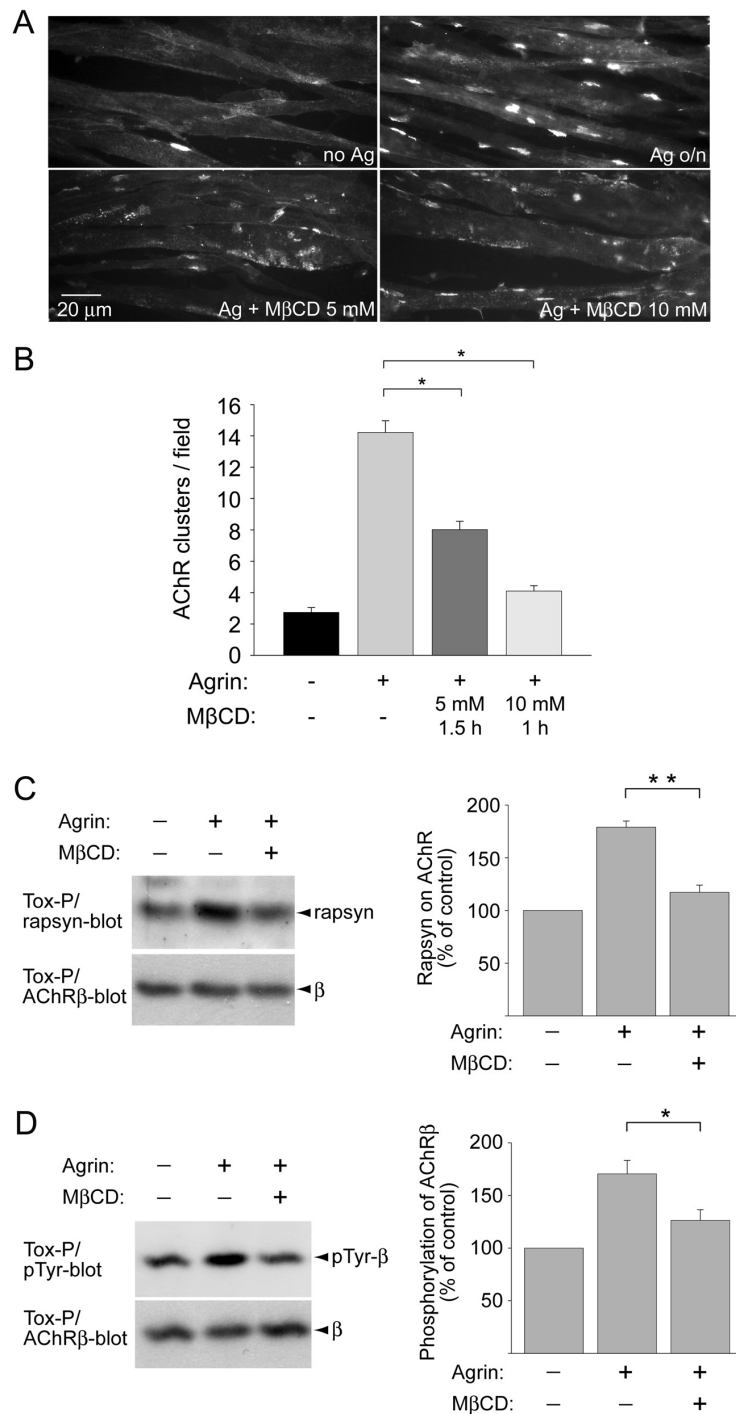 A
no Ag
Ag o/n
20 μm
Ag + MβCD 5 mM
Ag + MβCD 10 mM
B
*
*
AChR clusters / field
16
14
12
10
8
6
4
2
0
Agrin: - + + +
MβCD: - - 5 mM 1.5 h 10 mM 1 h
C
Agrin: – + +
MβCD: – – +
Tox-P/
rapsyn-blot
rapsyn
Tox-P/
AChRβ-blot
β
* *
Rapsyn on AChR
(% of control)
200
150
100
50
Agrin: – + +
MβCD: – – +
D
Agrin: – + +
MβCD: – – +
Tox-P/
pTyr-blot
pTyr-β
Tox-P/
AChRβ-blot
β
*
Phosphorylation of AChRβ
(% of control)
200
150
100
50
Agrin: – + +
MβCD: – – +